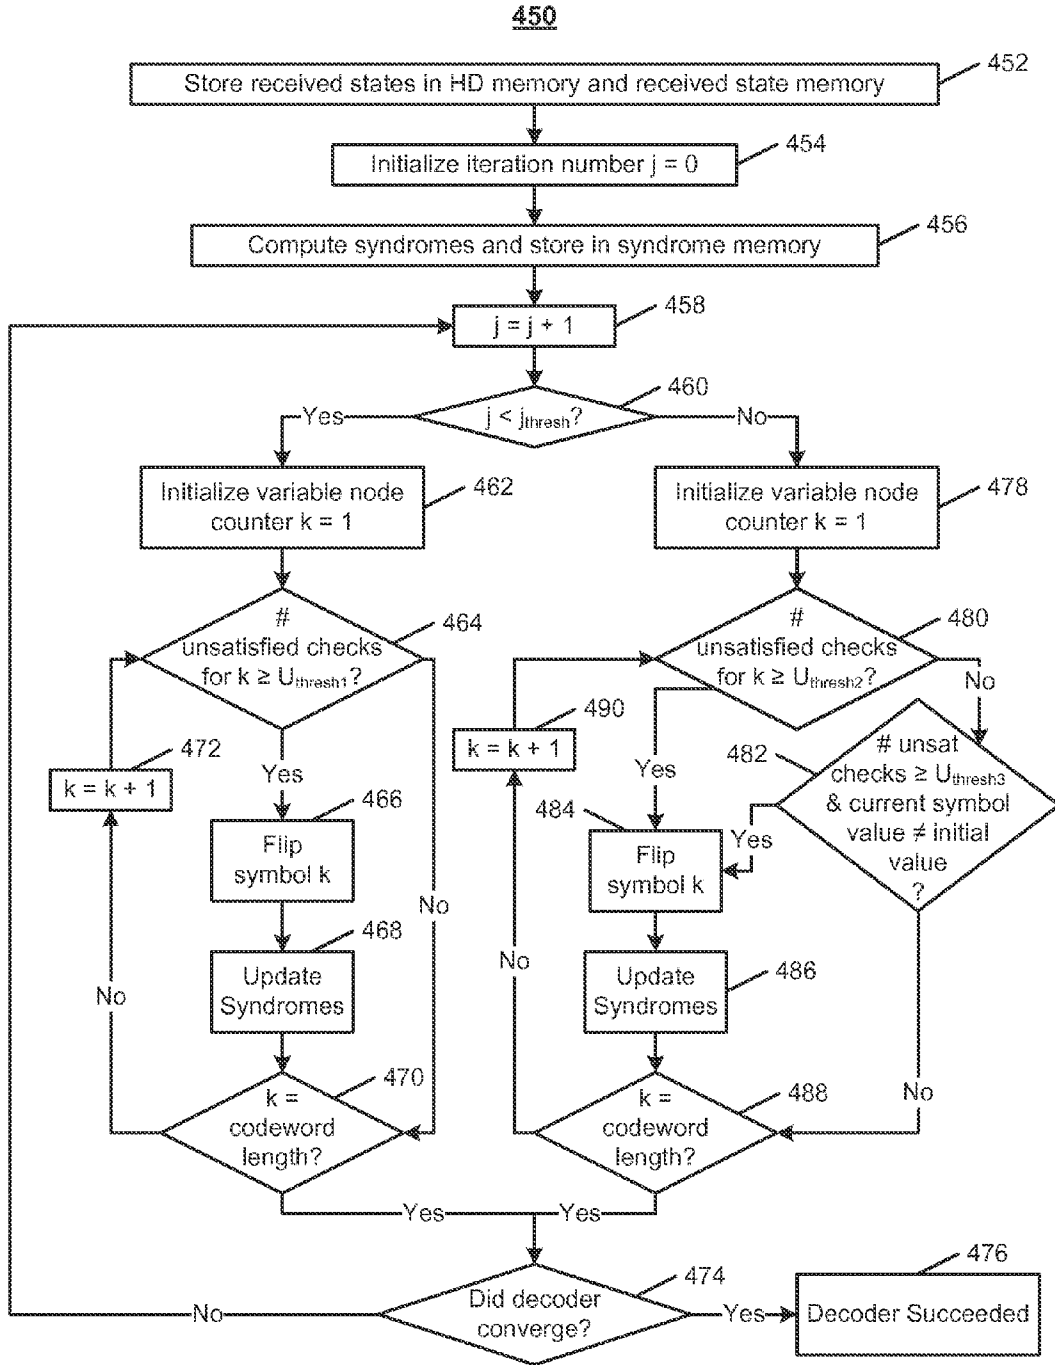 450
Store received states in HD memory and received state memory
452
Initialize iteration number j = 0
454
Compute syndromes and store in syndrome memory
456
j = j + 1
458
j < jthresh?
460
Yes
No
Initialize variable node
counter k = 1
462
Initialize variable node
counter k = 1
478
#
unsatisfied checks
for k ≥ Uthresh1?
464
#
unsatisfied checks
for k ≥ Uthresh2?
480
No
k = k + 1
472
Yes
k = k + 1
490
Yes
482
# unsat
checks ≥ Uthresh3
& current symbol
value ≠ initial
value
?
Yes
Flip
symbol k
466
484
Flip
symbol k
No
Update
Syndromes
468
No
Update
Syndromes
486
No
No
k =
codeword
length?
470
k =
codeword
length?
488
Yes
Yes
Did decoder
converge?
474
No
Yes
Decoder Succeeded
476